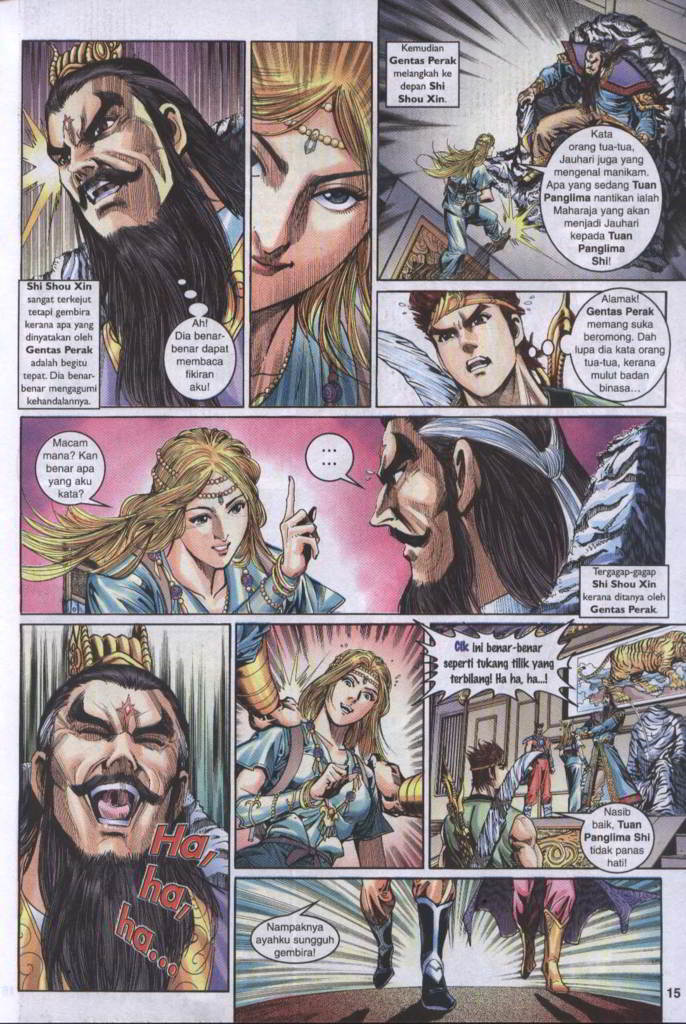 Shi Shou Xin
sangat terkejut
tetapi gembira
kerana apa yang
dinyatakan oleh
Gentas Perak
adalah begitu
tepat. Dia benar-
benar mengagumi
kehandalannya.
Ah!
Dia benar-
benar dapat
membaca
fikiran
aku!
Kemudian
Gentas Perak
melangkah ke
depan Shi
Shou Xin.
Kata
orang tua-tua,
Jauhari juga yang
mengenal manikam.
Apa yang sedang Tuan
Panglima nantikan ialah
Maharaja yang akan
menjadi Jauhari
kepada Tuan
Panglima
Shi!
Alamak!
Gentas Perak
memang suka
beromong. Dah
lupa dia kata orang
tua-tua, kerana
mulut badan
binasa...
Macam
mana? Kan
benar apa
yang aku
kata?
...
...
Tergagap-gagap
Shi Shou Xin
kerana ditanya oleh
Gentas Perak.
Ha,
ha,
ha...
Cik ini benar-benar
seperti tukang tilik yang
terbilang! Ha ha, ha...!
Nasib
baik, Tuan
Panglima Shi
tidak panas
hati!
Nampaknya
ayahku sungguh
gembira!
15